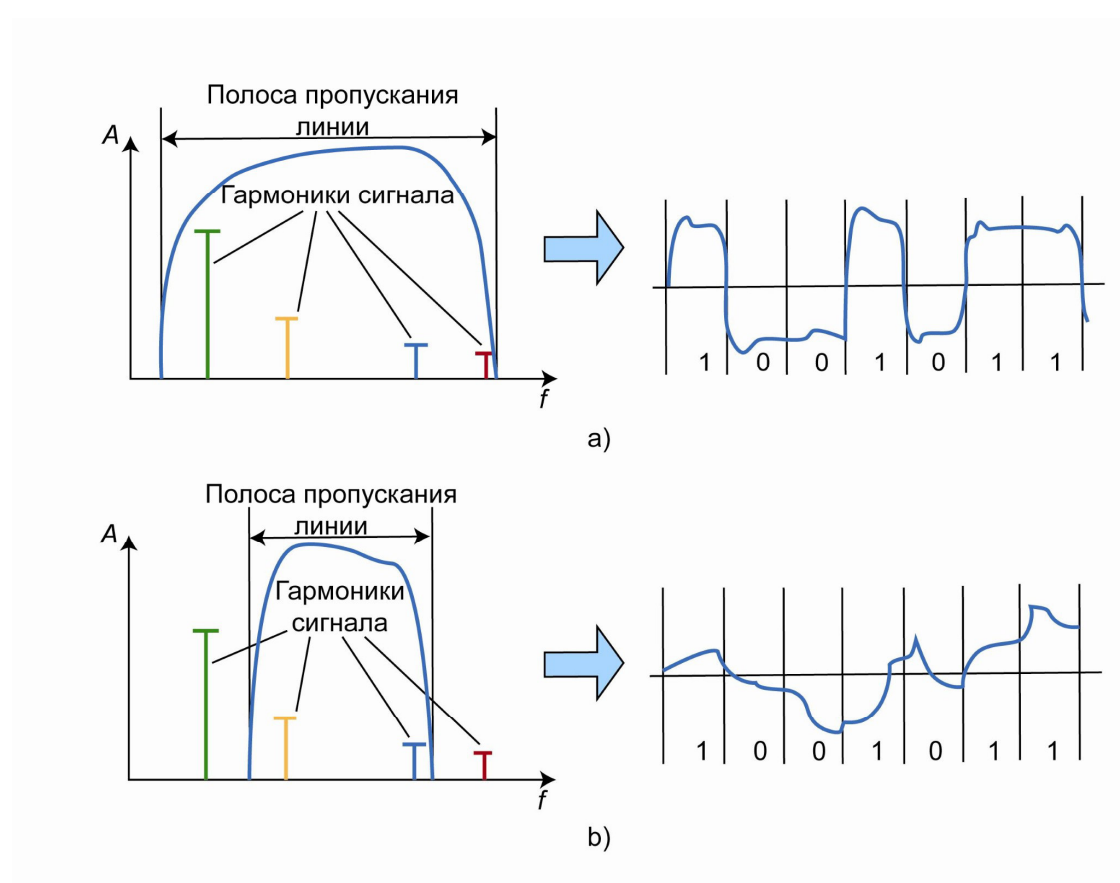 Полоса пропускания
линии
A
Гармоники сигнала
f
1 0 0 1 0 1 1
a)
Полоса пропускания
линии
A
Гармоники
сигнала
f
1 0 0 1 0 1 1
b)